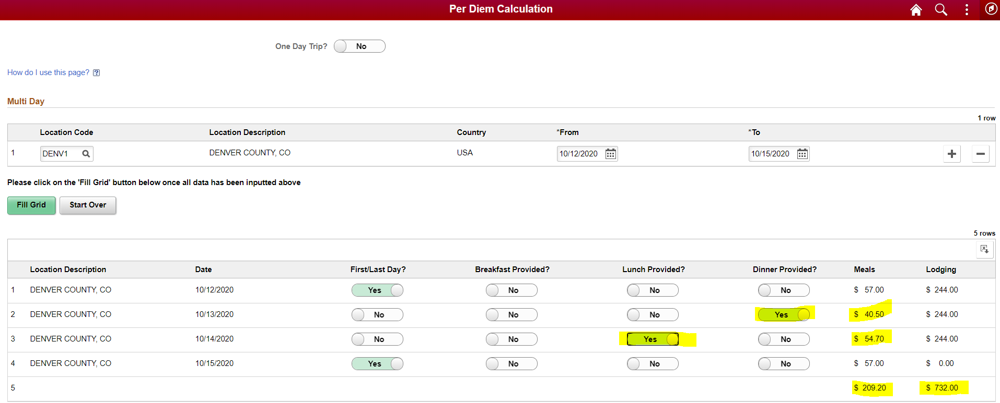 Per Diem Calculation
One Day Trip? No
How do I use this page? ?
Multi Day
1 row
Location Code Location Description Country *From *To
1 DENV1 DENVER COUNTY, CO USA 10/12/2020 10/15/2020
Please click on the 'Fill Grid' button below once all data has been inputted above
Fill Grid Start Over
5 rows
Location Description Date First/Last Day? Breakfast Provided? Lunch Provided? Dinner Provided? Meals Lodging
1 DENVER COUNTY, CO 10/12/2020 Yes No No No $ 57.00 $ 244.00
2 DENVER COUNTY, CO 10/13/2020 No No No Yes $ 40.50 $ 244.00
3 DENVER COUNTY, CO 10/14/2020 No No Yes No $ 54.70 $ 244.00
4 DENVER COUNTY, CO 10/15/2020 Yes No No No $ 57.00 $ 0.00
5 $ 209.20 $ 732.00